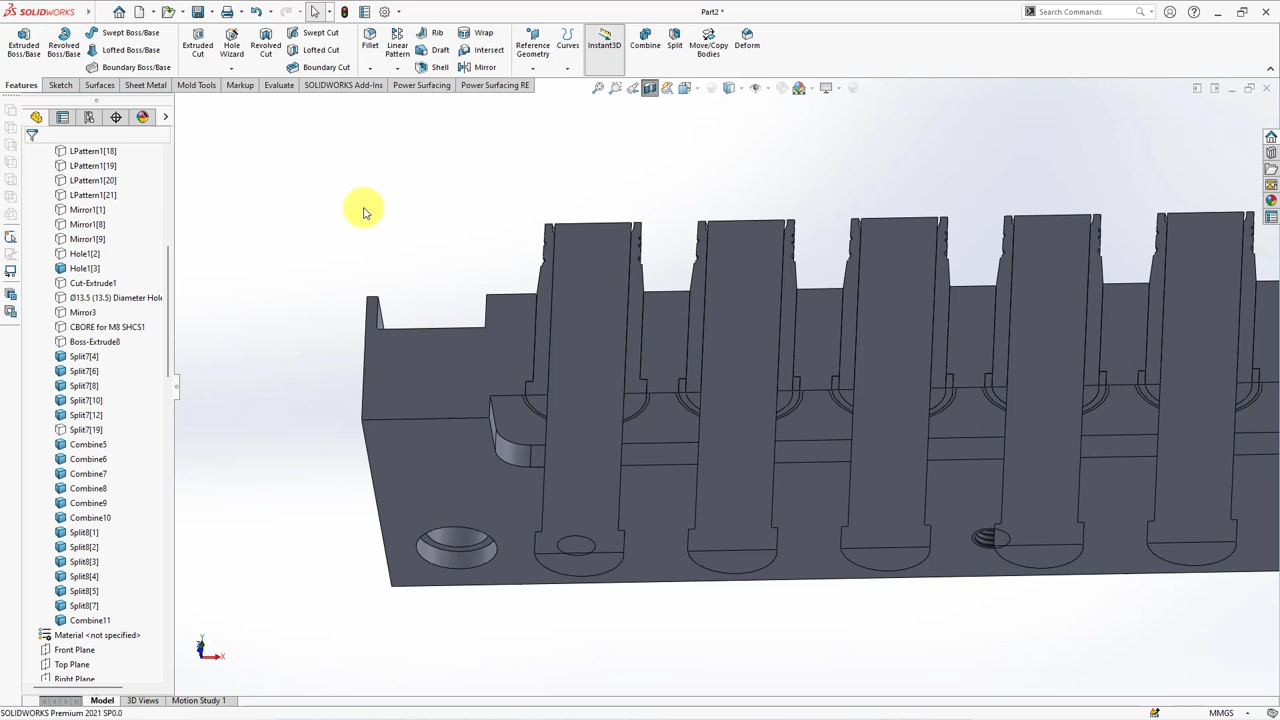 SOLIDWORKS
Part2 *
Search Commands
Extruded Boss/Base
Revolved Boss/Base
Swept Boss/Base
Lofted Boss/Base
Boundary Boss/Base
Extruded Cut
Hole Wizard
Revolved Cut
Swept Cut
Lofted Cut
Boundary Cut
Fillet
Linear Pattern
Rib
Draft
Shell
Wrap
Intersect
Mirror
Reference Geometry
Curves
Instant3D
Combine
Split
Move/Copy Bodies
Deform
Features
Sketch
Surfaces
Sheet Metal
Mold Tools
Markup
Evaluate
SOLIDWORKS Add-Ins
Power Surfacing
Power Surfacing RE
LPattern1[18]
LPattern1[19]
LPattern1[20]
LPattern1[21]
Mirror1[1]
Mirror1[8]
Mirror1[9]
Hole1[2]
Hole1[3]
Cut-Extrude1
Ø13.5 (13.5) Diameter Hole
Mirror3
CBORE for M8 SHCS1
Boss-Extrude8
Split7[4]
Split7[6]
Split7[8]
Split7[10]
Split7[12]
Split7[19]
Combine5
Combine6
Combine7
Combine8
Combine9
Combine10
Split8[1]
Split8[2]
Split8[3]
Split8[4]
Split8[5]
Split8[7]
Combine11
Material <not specified>
Front Plane
Top Plane
Right Plane
Y
X
Model
3D Views
Motion Study 1
SOLIDWORKS Premium 2021 SP0.0
MMGS